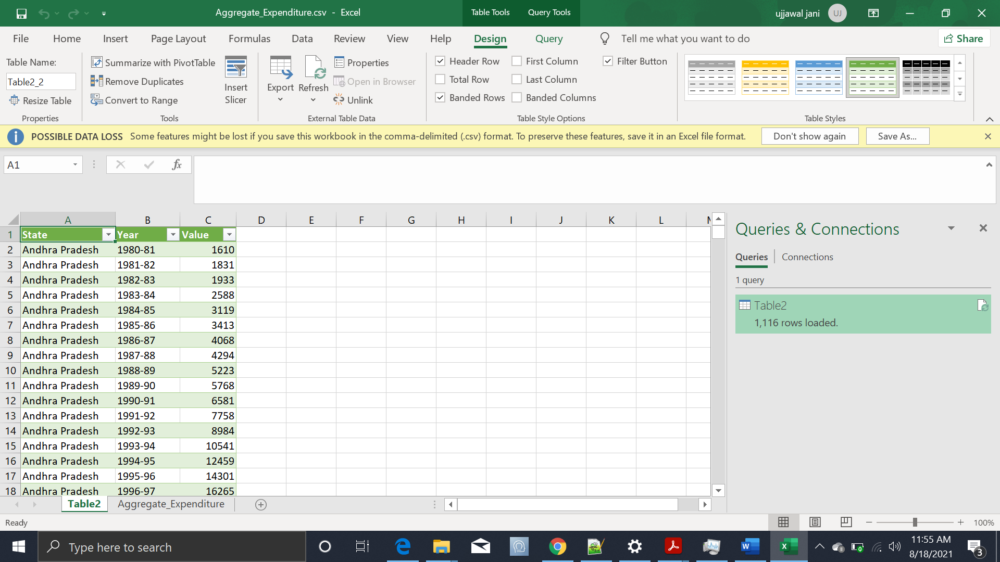 Aggregate_Expenditure.csv - Excel
Table Tools
Query Tools
ujjawal jani
UJ
File Home Insert Page Layout Formulas Data Review View Help Design Query Tell me what you want to do
Share
Table Name:
Table2_2
Resize Table
Properties
Summarize with PivotTable
Remove Duplicates
Convert to Range
Tools
Insert
Slicer
Export
Refresh
Properties
Open in Browser
Unlink
External Table Data
Header Row First Column Filter Button
Total Row Last Column
Banded Rows Banded Columns
Table Style Options
Table Styles
POSSIBLE DATA LOSS Some features might be lost if you save this workbook in the comma-delimited (.csv) format. To preserve these features, save it in an Excel file format.
Don't show again
Save As...
A1
fx
A B C D E F G H I J K L
1 State Year Value
2 Andhra Pradesh 1980-81 1610
3 Andhra Pradesh 1981-82 1831
4 Andhra Pradesh 1982-83 1933
5 Andhra Pradesh 1983-84 2588
6 Andhra Pradesh 1984-85 3119
7 Andhra Pradesh 1985-86 3413
8 Andhra Pradesh 1986-87 4068
9 Andhra Pradesh 1987-88 4294
10 Andhra Pradesh 1988-89 5223
11 Andhra Pradesh 1989-90 5768
12 Andhra Pradesh 1990-91 6581
13 Andhra Pradesh 1991-92 7758
14 Andhra Pradesh 1992-93 8984
15 Andhra Pradesh 1993-94 10541
16 Andhra Pradesh 1994-95 12459
17 Andhra Pradesh 1995-96 14301
18 Andhra Pradesh 1996-97 16265
Queries & Connections
Queries Connections
1 query
Table2
1,116 rows loaded.
Table2 Aggregate_Expenditure
Ready
100%
Type here to search
11:55 AM
8/18/2021
3